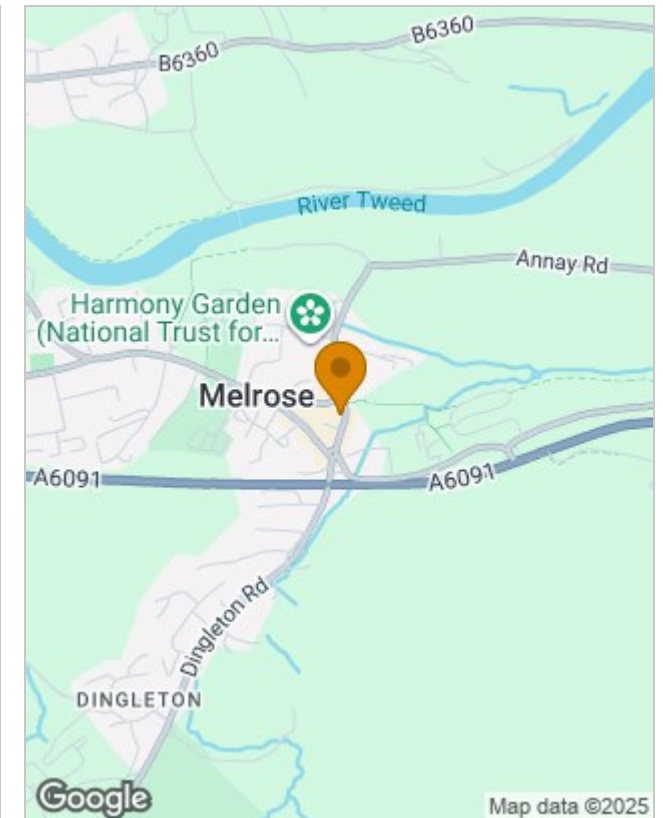 B6360
B6360
River Tweed
Annay Rd
Harmony Garden
(National Trust for...
Melrose
A6091
A6091
Dingleton Rd
DINGLETON
Google
Map data ©2025